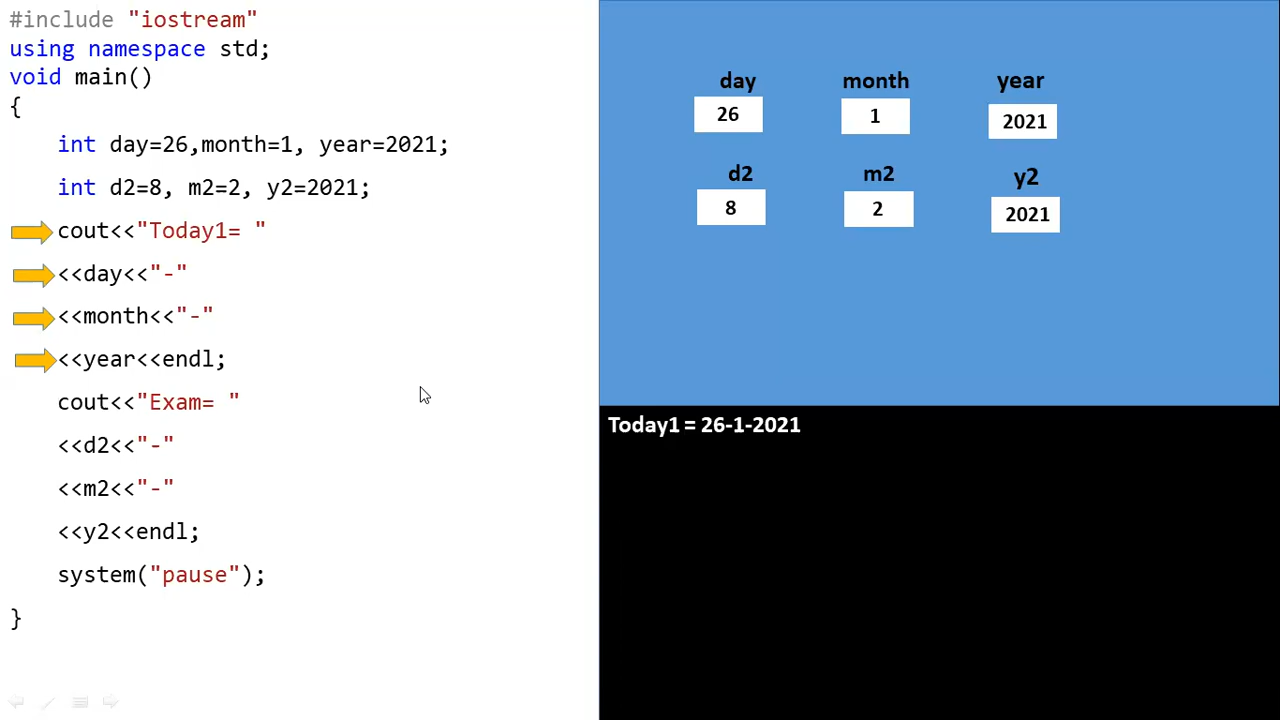 #include "iostream"
using namespace std;
void main()
{
int day=26,month=1, year=2021;
int d2=8, m2=2, y2=2021;
cout<<"Today1= "
<<day<<"-"
<<month<<"-"
<<year<<endl;
cout<<"Exam= "
<<d2<<"-"
<<m2<<"-"
<<y2<<endl;
system("pause");
}
day month year
26 1 2021
d2 m2 y2
8 2 2021
Today1 = 26-1-2021